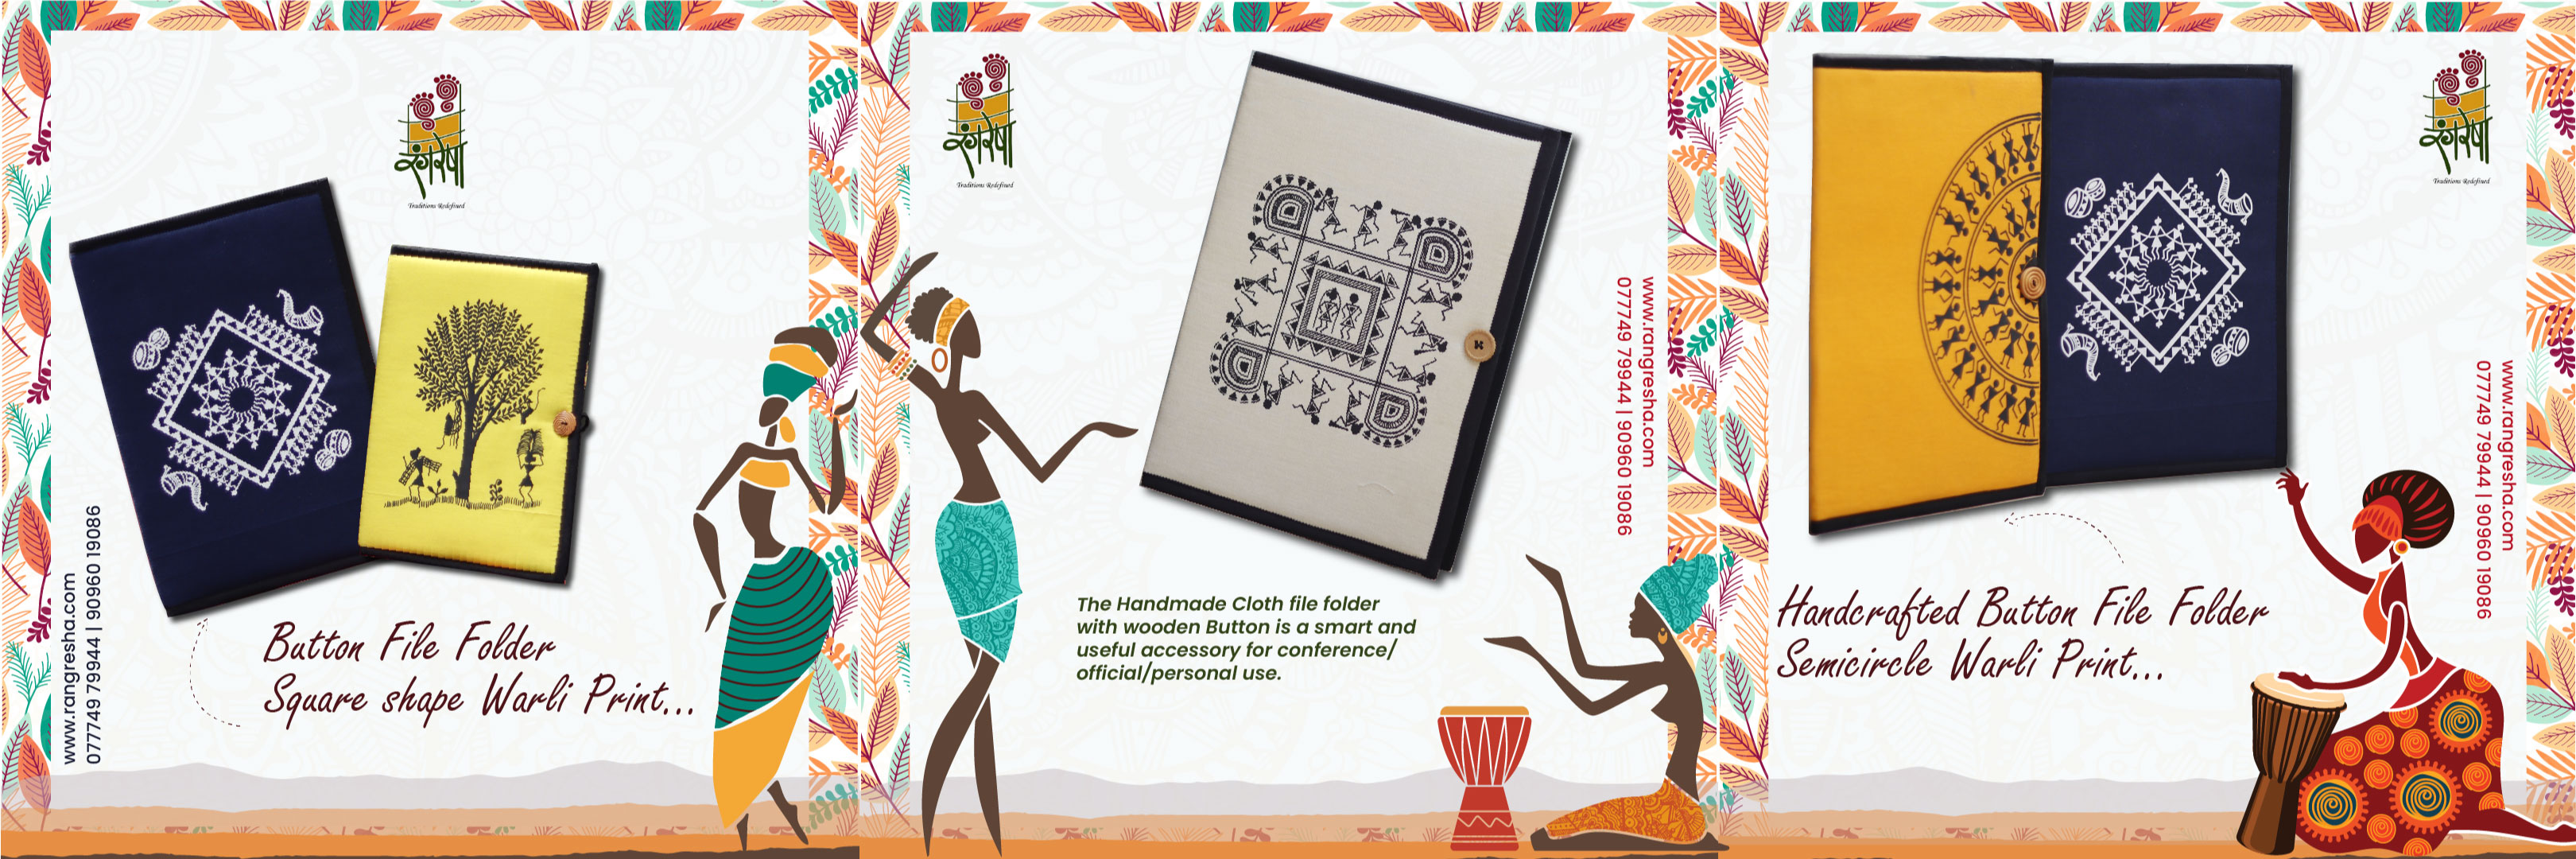 रंगरेषा
Traditions Redefined
www.rangresha.com
077749 79944 | 90960 19086
Button File Folder
Square shape Warli Print...
रंगरेषा
Traditions Redefined
www.rangresha.com
077749 79944 | 90960 19086
The Handmade Cloth file folder
with wooden Button is a smart and
useful accessory for conference/
official/personal use.
रंगरेषा
Traditions Redefined
www.rangresha.com
077749 79944 | 90960 19086
Handcrafted Button File Folder
Semicircle Warli Print...